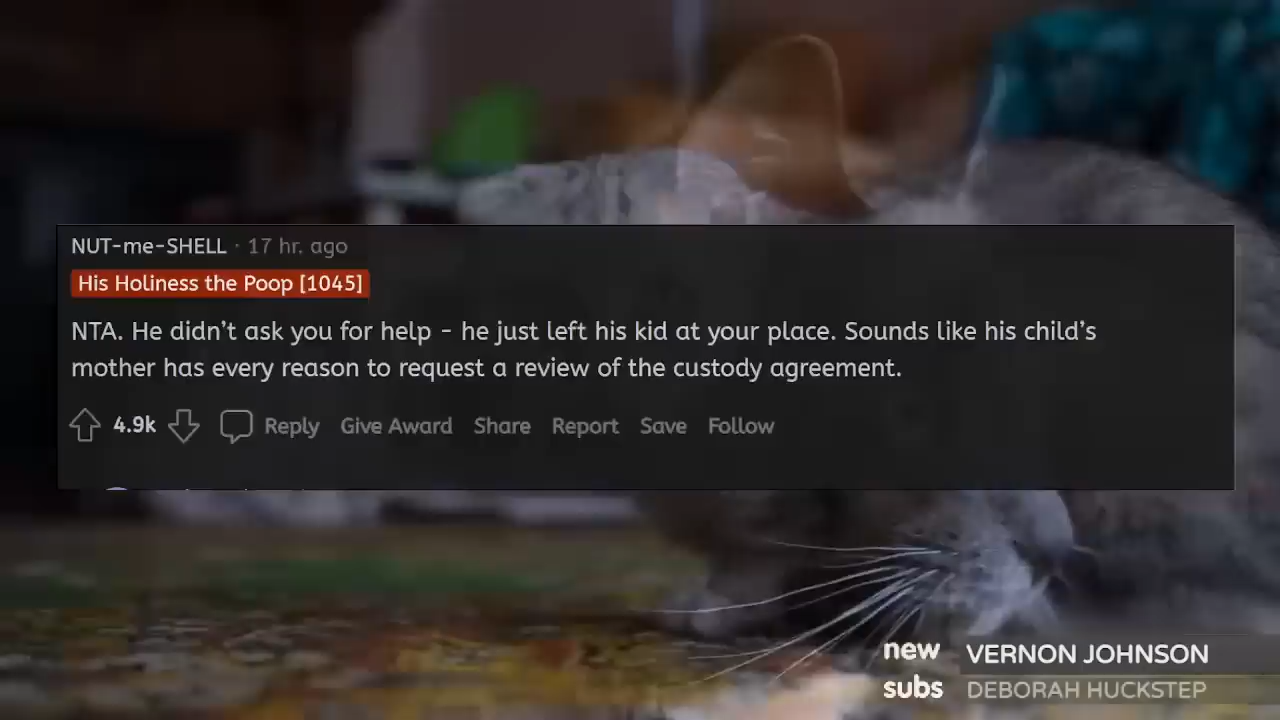 NUT-me-SHELL · 17 hr. ago
His Holiness the Poop [1045]
NTA. He didn’t ask you for help - he just left his kid at your place. Sounds like his child’s
mother has every reason to request a review of the custody agreement.
4.9k Reply Give Award Share Report Save Follow
new VERNON JOHNSON
subs DEBORAH HUCKSTEP